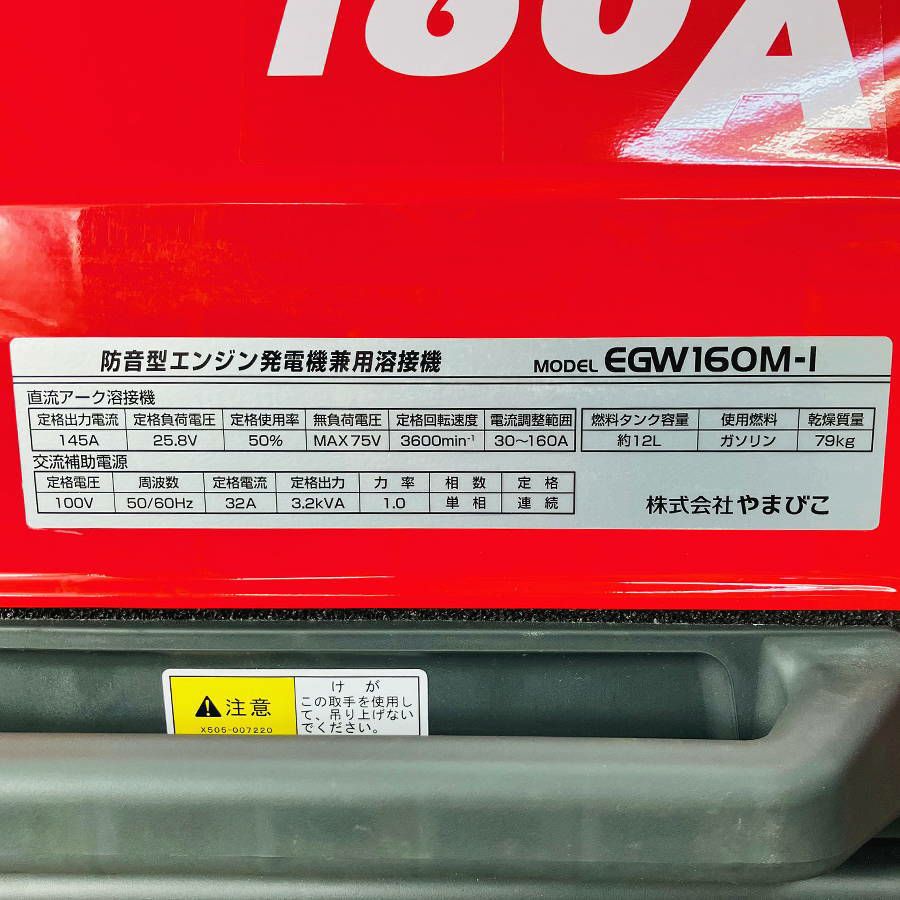 160A
防音型エンジン発電機兼用溶接機 MODEL EGW160M-I
直流アーク溶接機
定格出力電流 定格負荷電圧 定格使用率 無負荷電圧 定格回転速度 電流調整範囲 燃料タンク容量 使用燃料 乾燥質量
145A 25.8V 50% MAX75V 3600min⁻¹ 30〜160A 約12L ガソリン 79kg
交流補助電源
定格電圧 周波数 定格電流 定格出力 力率 相数 定格
100V 50/60Hz 32A 3.2kVA 1.0 単相 連続
株式会社やまびこ
注意
X505-007220
けが
この取手を使用し
て、吊り上げない
でください。